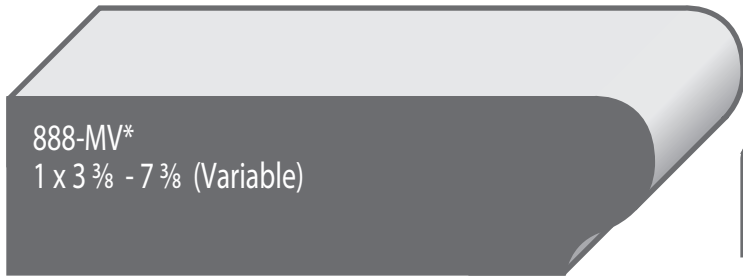 888-MV*
1 x 3 ⅜ - 7 ⅜ (Variable)